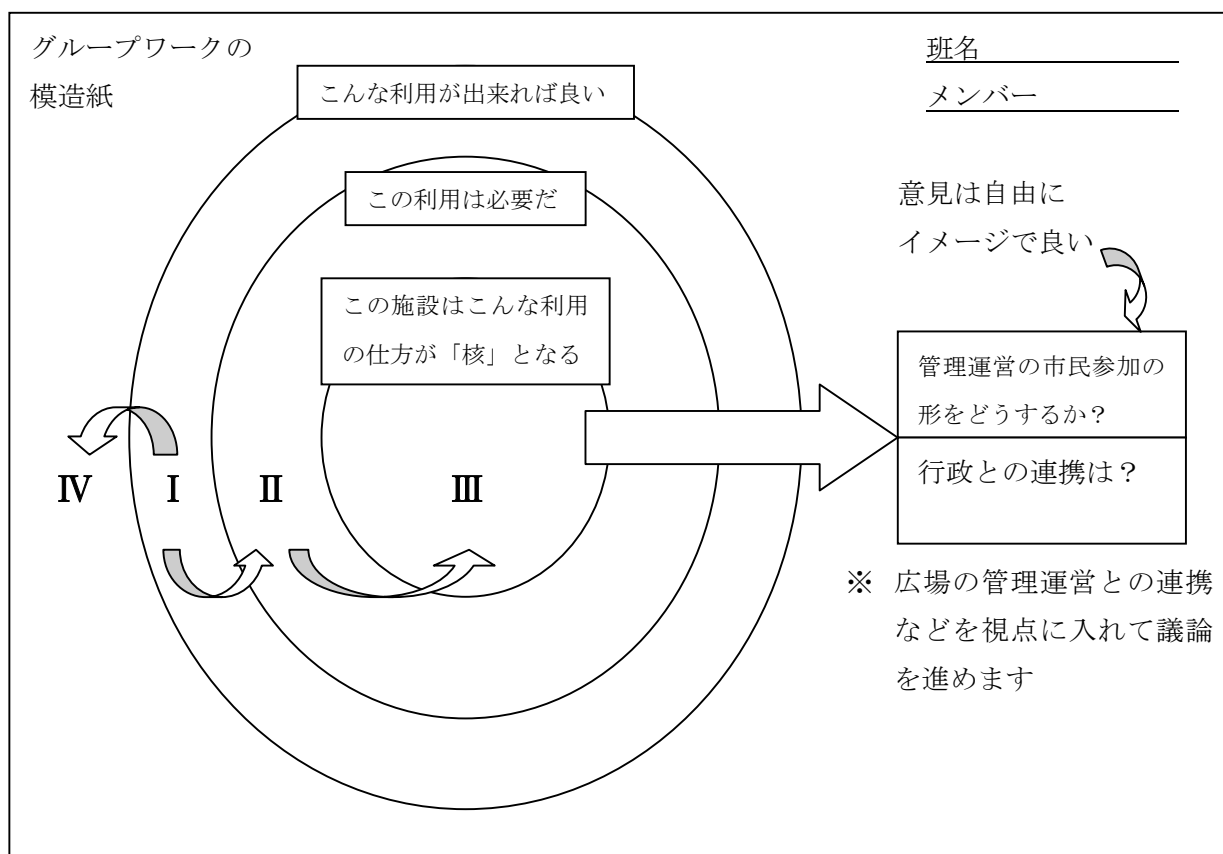 グループワークの
模造紙
班名
メンバー
こんな利用が出来れば良い
この利用は必要だ
この施設はこんな利用
の仕方が「核」となる
意見は自由に
イメージで良い
管理運営の市民参加の
形をどうするか？
行政との連携は？
Ⅳ Ⅰ Ⅱ Ⅲ
※ 広場の管理運営との連携
などを視点に入れて議論
を進めます